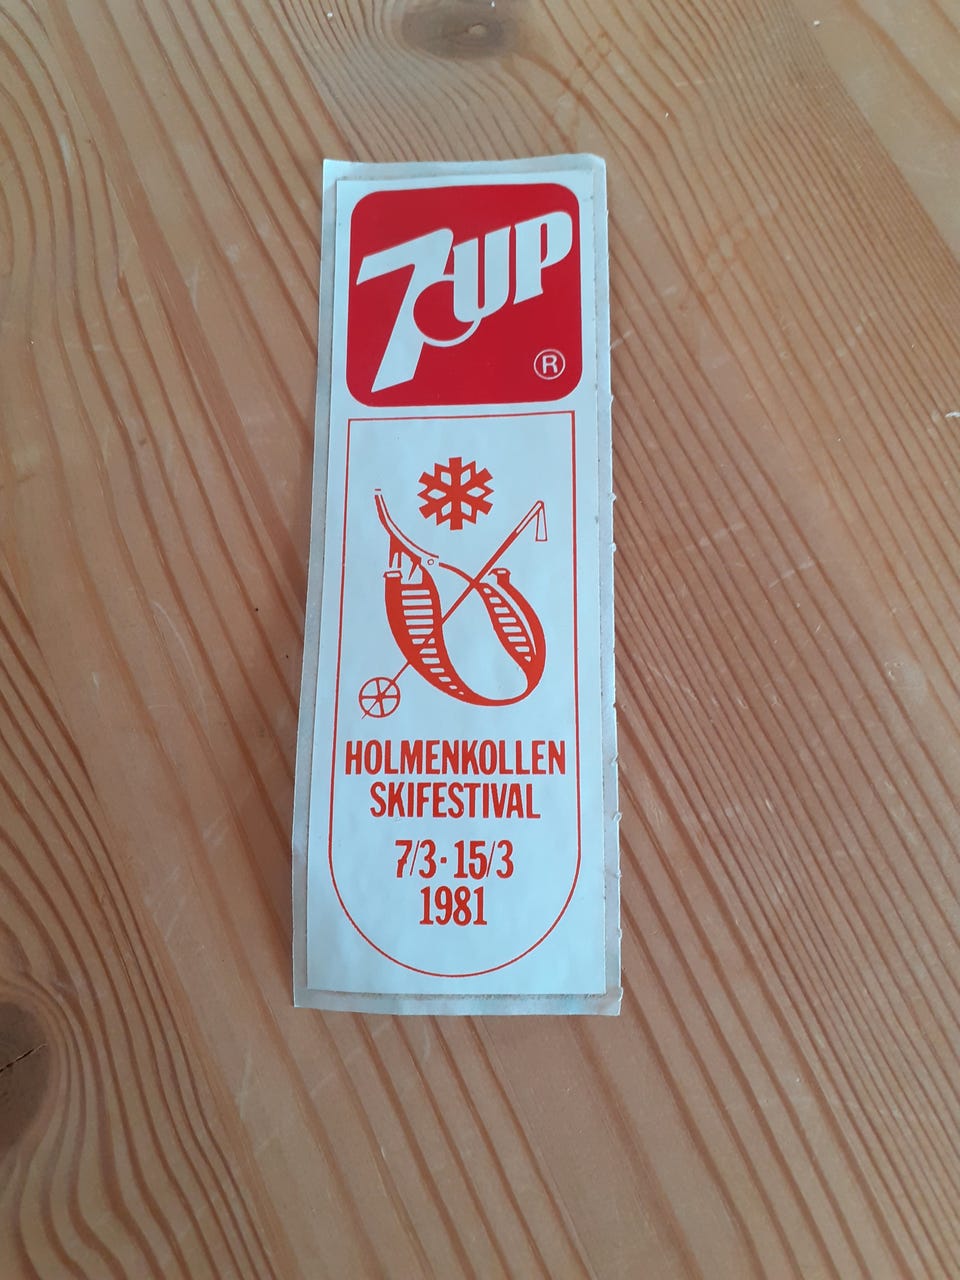 7UP
®
HOLMENKOLLEN
SKIFESTIVAL
7/3·15/3
1981